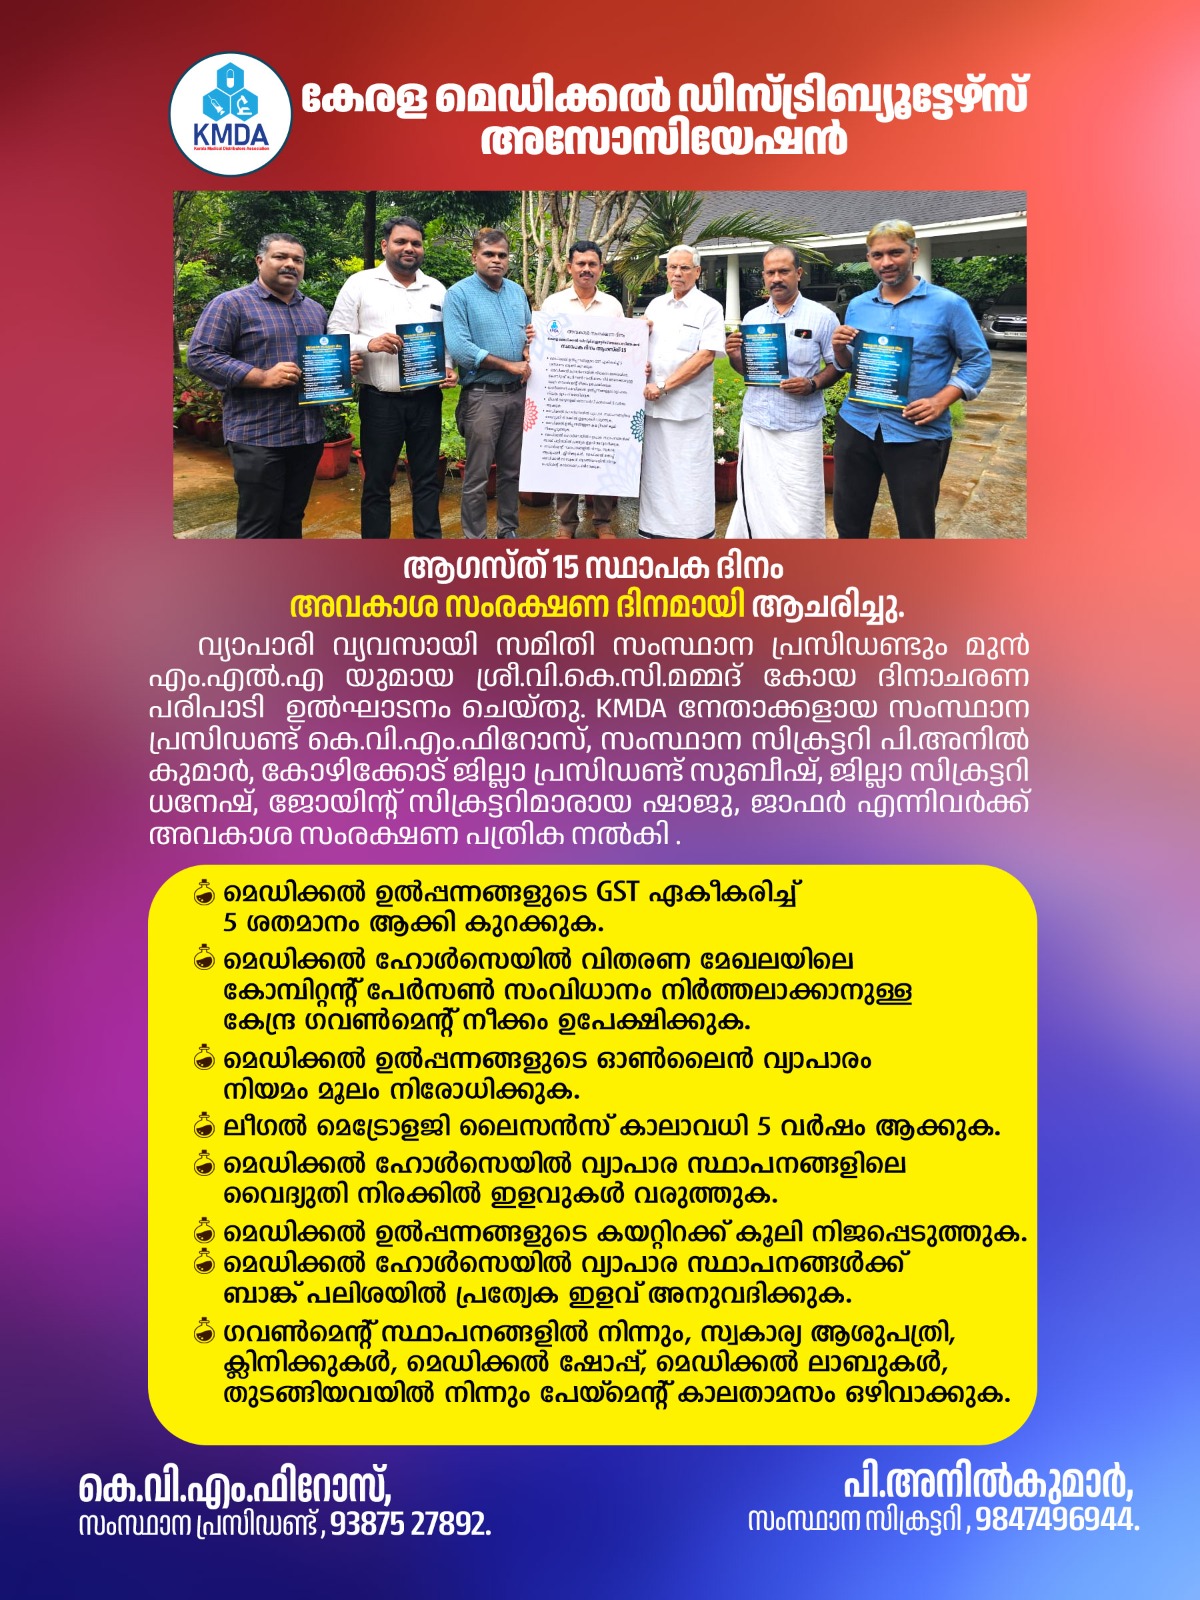 KMDA
Kerala Medical Distributors Association
കേരള മെഡിക്കൽ ഡിസ്ട്രിബ്യൂട്ടേഴ്സ്
അസോസിയേഷൻ
ആഗസ്ത് 15 സ്ഥാപക ദിനം
അവകാശ സംരക്ഷണ ദിനമായി ആചരിച്ചു.
വ്യാപാരി വ്യവസായി സമിതി സംസ്ഥാന പ്രസിഡണ്ടും മുൻ
എം.എൽ.എ യുമായ ശ്രീ.വി.കെ.സി.മമ്മദ് കോയ ദിനാചരണ
പരിപാടി ഉൽഘാടനം ചെയ്തു. KMDA നേതാക്കളായ സംസ്ഥാന
പ്രസിഡണ്ട് കെ.വി.എം.ഫിറോസ്, സംസ്ഥാന സിക്രട്ടറി പി.അനിൽ
കുമാർ, കോഴിക്കോട് ജില്ലാ പ്രസിഡണ്ട് സുബീഷ്, ജില്ലാ സിക്രട്ടറി
ധനേഷ്, ജോയിന്റ് സിക്രട്ടറിമാരായ ഷാജു, ജാഫർ എന്നിവർക്ക്
അവകാശ സംരക്ഷണ പത്രിക നൽകി .
മെഡിക്കൽ ഉൽപ്പന്നങ്ങളുടെ GST ഏകീകരിച്ച്
5 ശതമാനം ആക്കി കുറക്കുക.
മെഡിക്കൽ ഹോൾസെയിൽ വിതരണ മേഖലയിലെ
കോമ്പിറ്റന്റ് പേർസൺ സംവിധാനം നിർത്തലാക്കാനുള്ള
കേന്ദ്ര ഗവൺമെന്റ് നീക്കം ഉപേക്ഷിക്കുക.
മെഡിക്കൽ ഉൽപ്പന്നങ്ങളുടെ ഓൺലൈൻ വ്യാപാരം
നിയമം മൂലം നിരോധിക്കുക.
ലീഗൽ മെട്രോളജി ലൈസൻസ് കാലാവധി 5 വർഷം ആക്കുക.
മെഡിക്കൽ ഹോൾസെയിൽ വ്യാപാര സ്ഥാപനങ്ങളിലെ
വൈദ്യുതി നിരക്കിൽ ഇളവുകൾ വരുത്തുക.
മെഡിക്കൽ ഉൽപ്പന്നങ്ങളുടെ കയറ്റിറക്ക് കൂലി നിജപ്പെടുത്തുക.
മെഡിക്കൽ ഹോൾസെയിൽ വ്യാപാര സ്ഥാപനങ്ങൾക്ക്
ബാങ്ക് പലിശയിൽ പ്രത്യേക ഇളവ് അനുവദിക്കുക.
ഗവൺമെന്റ് സ്ഥാപനങ്ങളിൽ നിന്നും, സ്വകാര്യ ആശുപത്രി,
ക്ലിനിക്കുകൾ, മെഡിക്കൽ ഷോപ്പ്, മെഡിക്കൽ ലാബുകൾ,
തുടങ്ങിയവയിൽ നിന്നും പേയ്മെന്റ് കാലതാമസം ഒഴിവാക്കുക.
കെ.വി.എം.ഫിറോസ്,
സംസ്ഥാന പ്രസിഡണ്ട് , 93875 27892.
പി.അനിൽകുമാർ,
സംസ്ഥാന സിക്രട്ടറി , 9847496944.